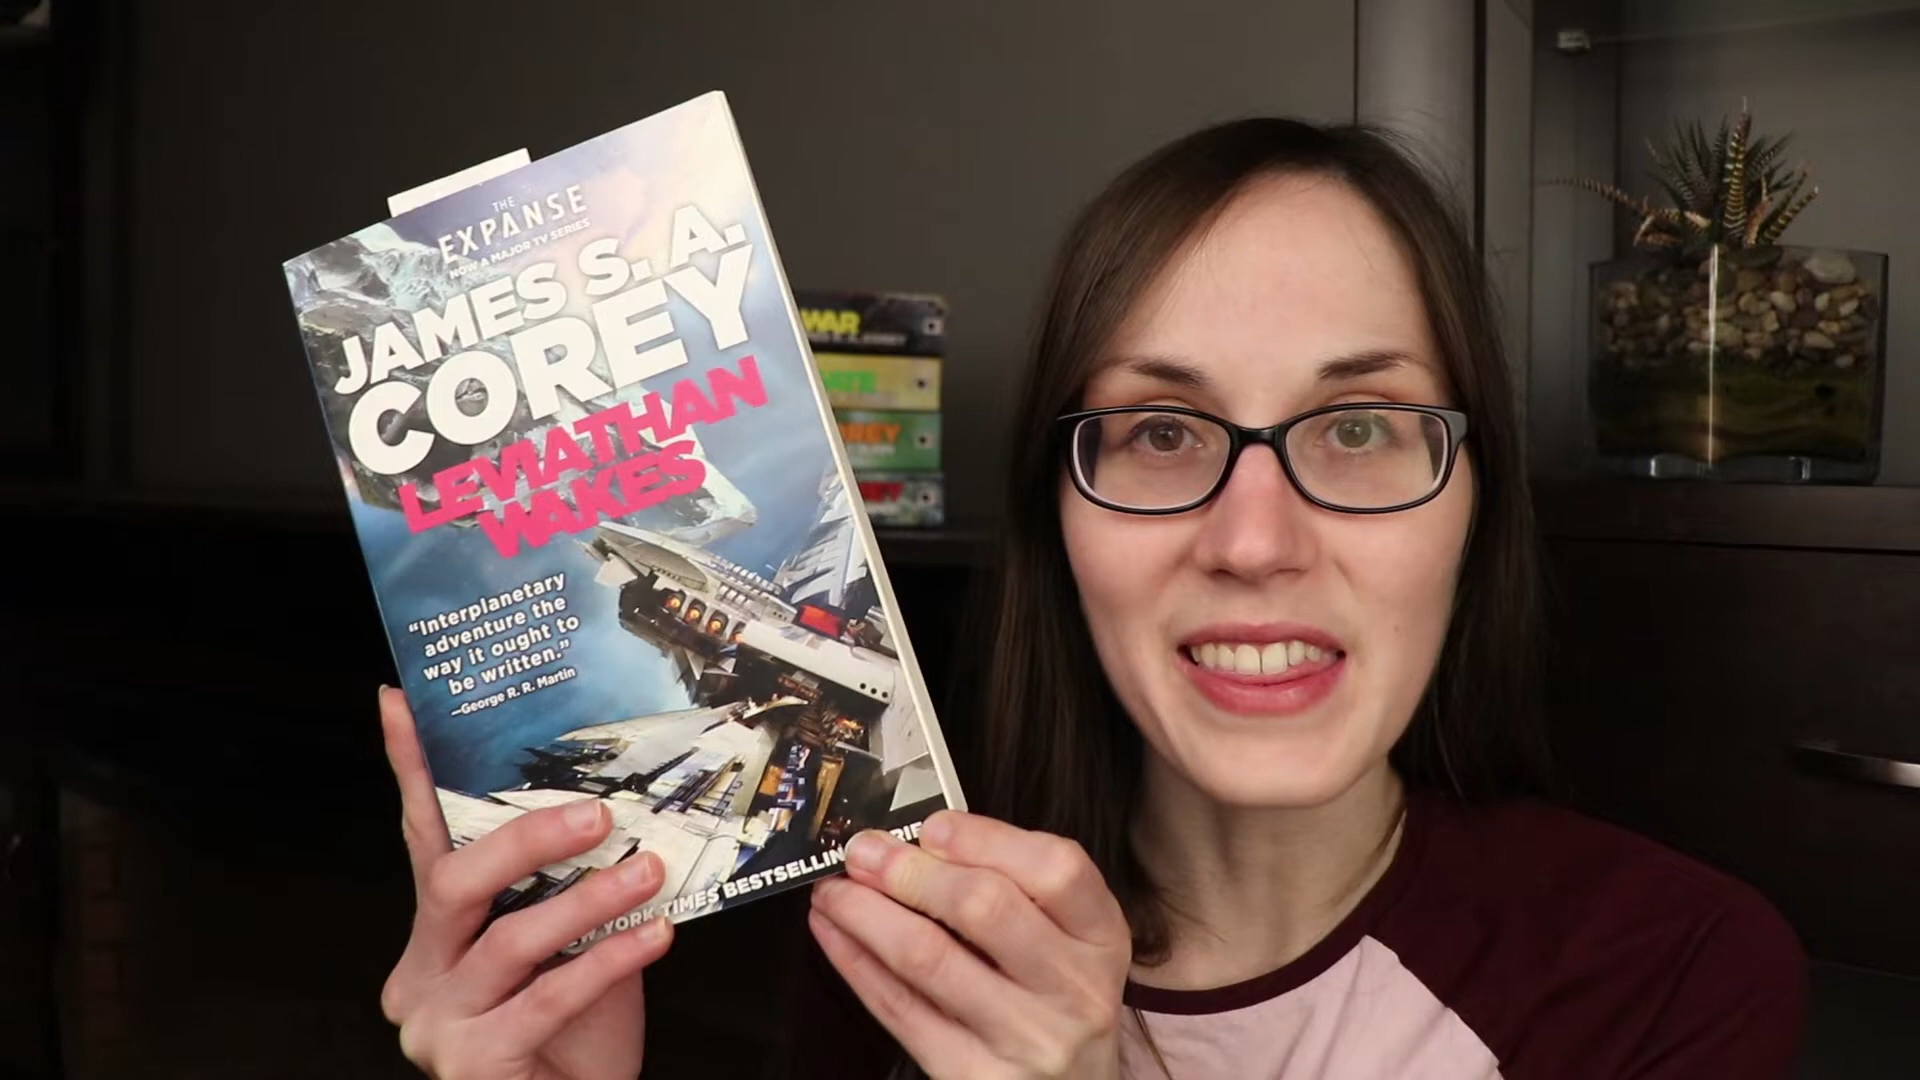 THE
EXPANSE
NOW A MAJOR TV SERIES
JAMES S. A.
COREY
LEVIATHAN
WAKES
“Interplanetary
adventure the
way it ought to
be written.”
—George R. R. Martin
YORK TIMES BESTSELLING
WAR